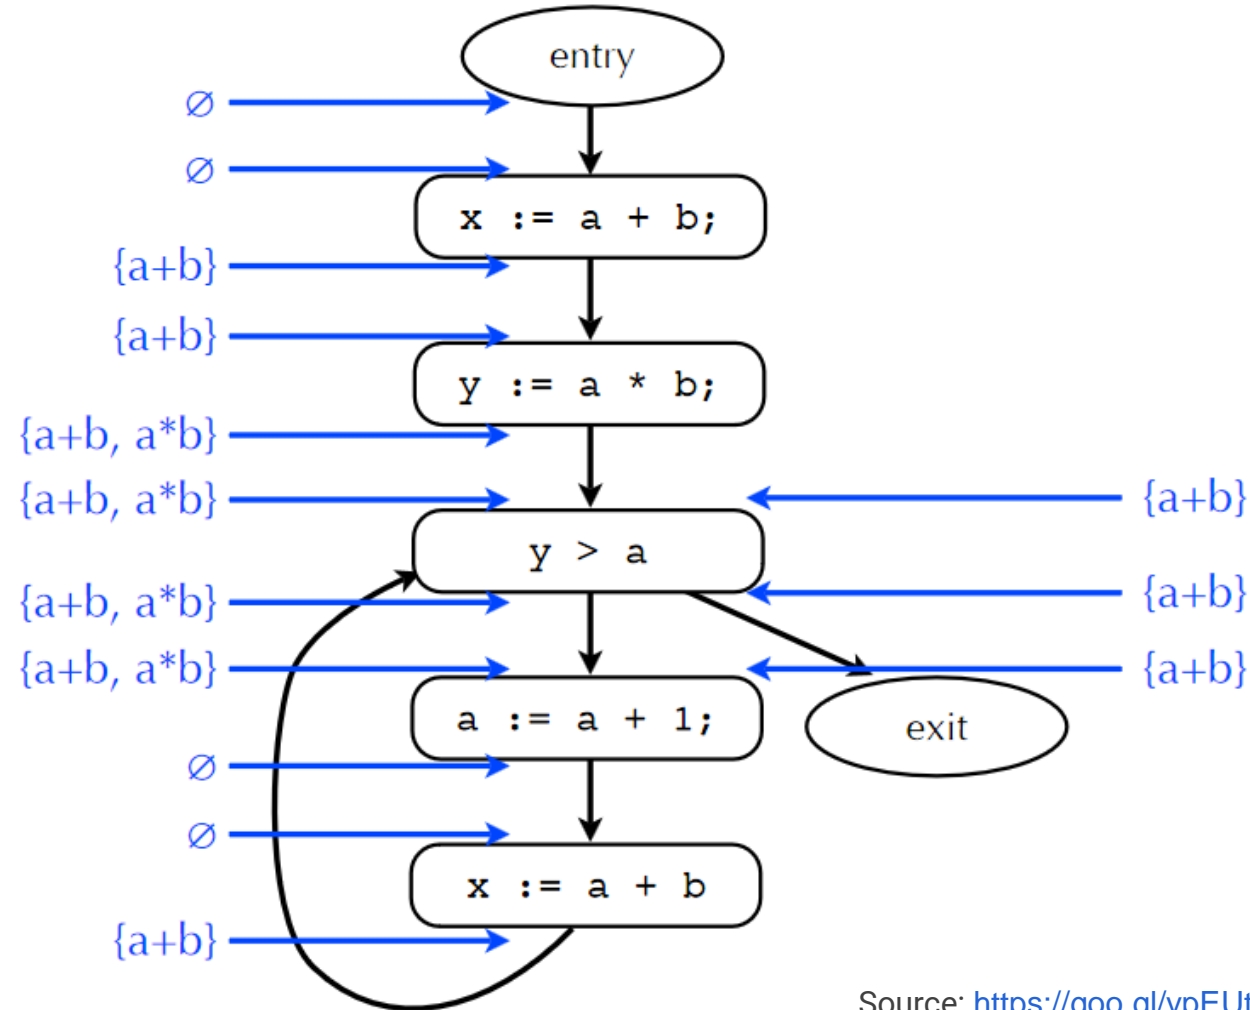 entry
∅
∅
x := a + b;
{a+b}
{a+b}
y := a * b;
{a+b, a*b}
{a+b, a*b} {a+b}
y > a
{a+b, a*b} {a+b}
{a+b, a*b} {a+b}
a := a + 1; exit
∅
∅
x := a + b
{a+b}
Source: